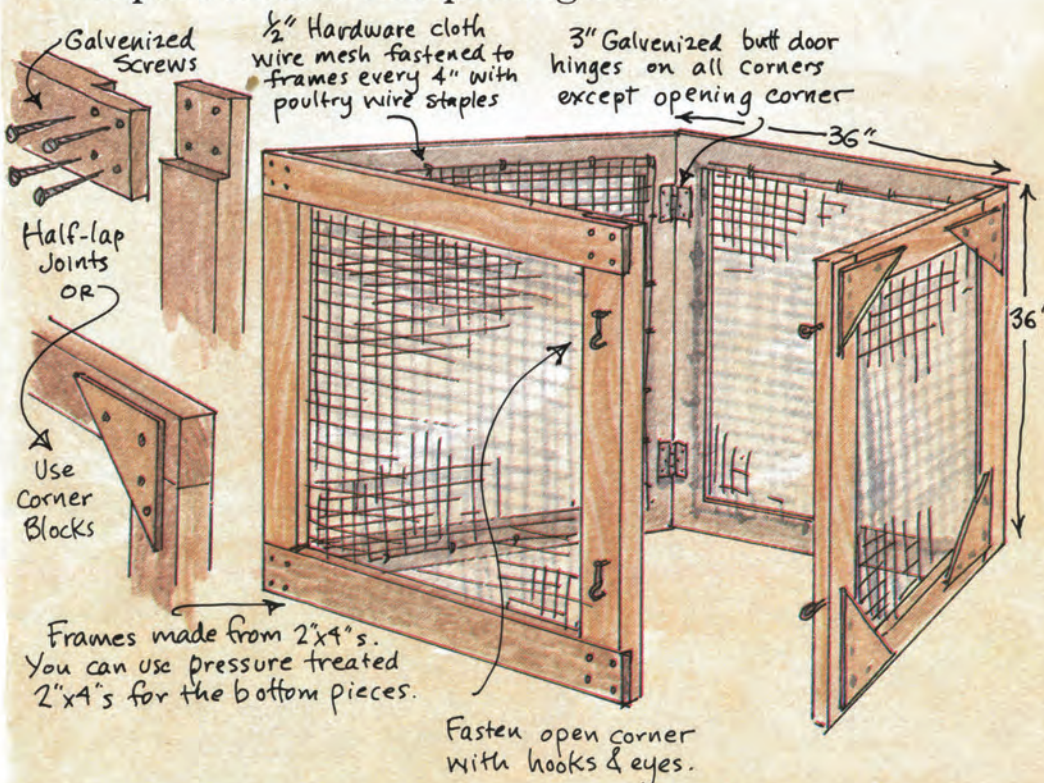 Galvenized
Screws
½" Hardware cloth
wire mesh fastened to
frames every 4" with
poultry wire staples
3" Galvenized butt door
hinges on all corners
except opening corner
36"
36"
Half-lap
Joints
OR
Use
Corner
Blocks
Frames made from 2"x4"s.
You can use pressure treated
2"x4"s for the bottom pieces.
Fasten open corner
with hooks & eyes.